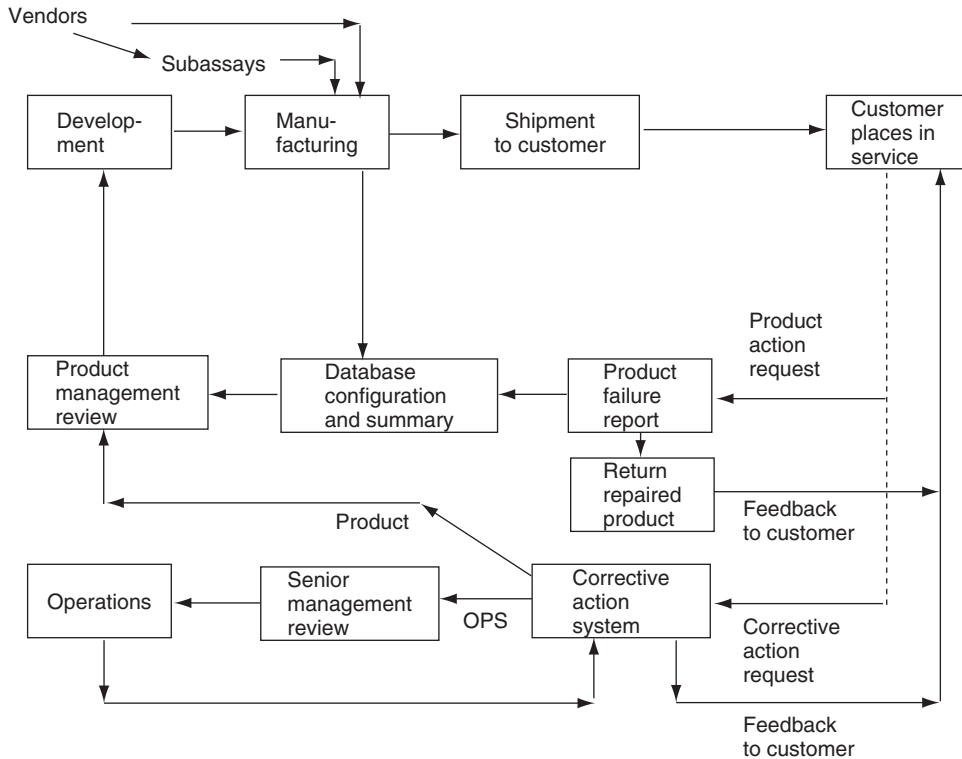 Vendors
Subassays
Develop-
ment
Manu-
facturing
Shipment
to customer
Customer
places in
service
Product
action
request
Product
management
review
Database
configuration
and summary
Product
failure
report
Return
repaired
product
Feedback
to customer
Product
Operations
Senior
management
review
OPS
Corrective
action
system
Corrective
action
request
Feedback
to customer